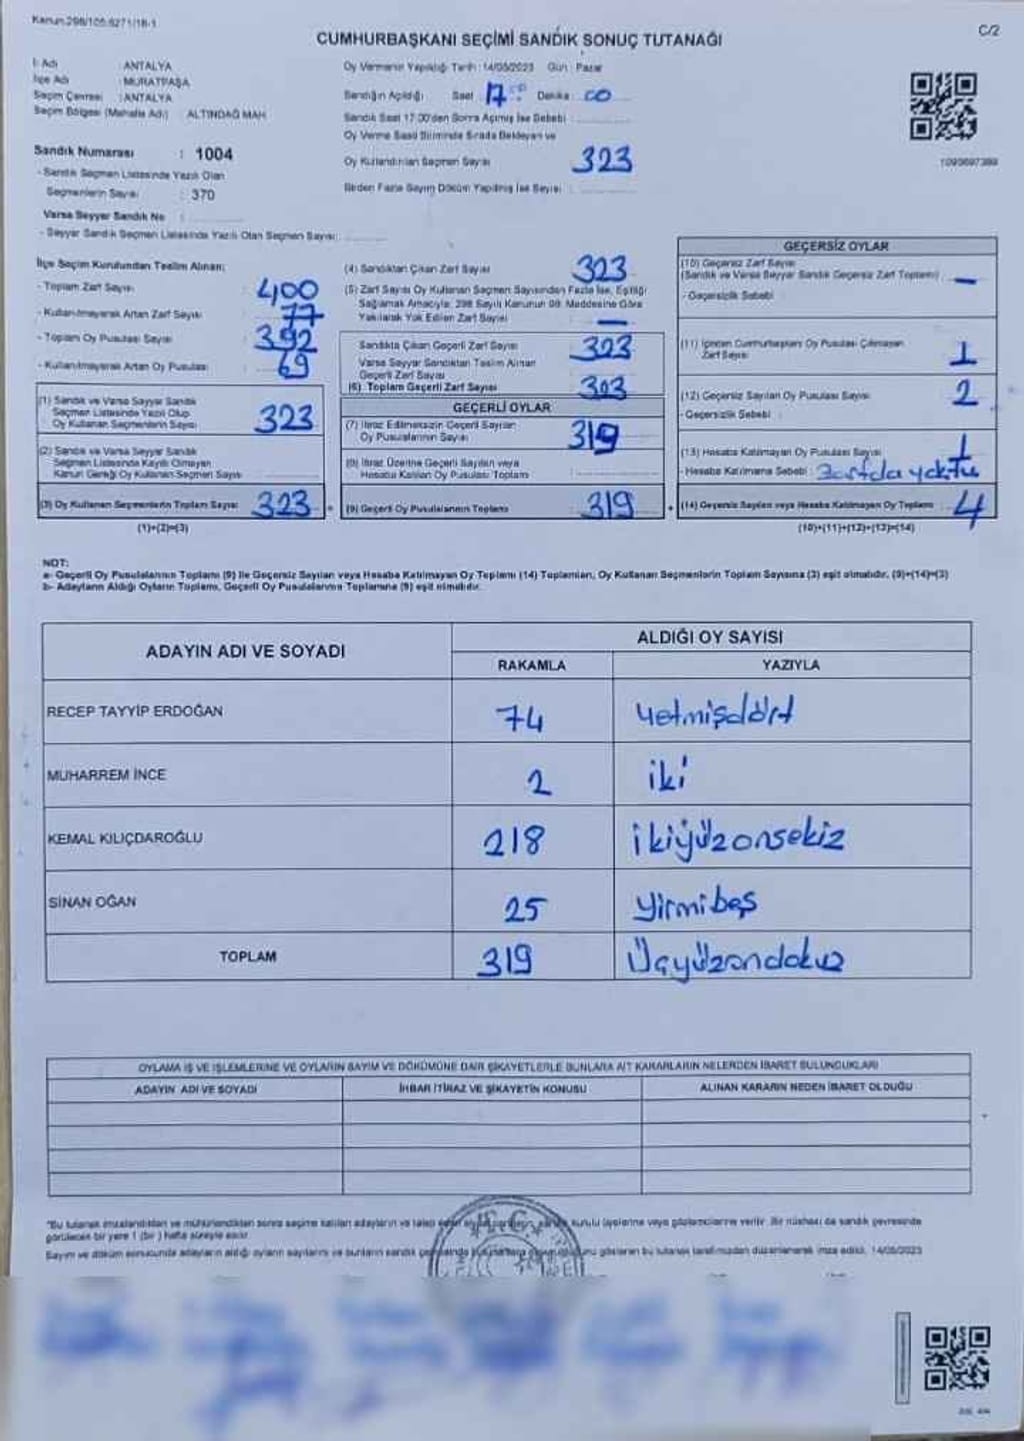 Kanun:298/105;6271/18-1
C/2
CUMHURBAŞKANI SEÇİMİ SANDIK SONUÇ TUTANAĞI
İl Adı : ANTALYA
İlçe Adı : MURATPAŞA
Seçim Çevresi : ANTALYA
Seçim Bölgesi (Mahalle Adı) ALTINDAĞ MAH
Sandık Numarası : 1004
- Sandık Seçmen Listesinde Yazılı Olan
Seçmenlerin Sayısı : 370
Varsa Seyyar Sandık No :
- Seyyar Sandık Seçmen Listesinde Yazılı Olan Seçmen Sayısı:
Oy Vermenin Yapıldığı Tarih : 14/05/2023 Gün : Pazar
Sandığın Açıldığı Saat 17 Dakika 00
Sandık Saat 17.00'den Sonra Açılmış İse Sebebi
Oy Verme Saati Bitiminde Sırada Bekleyen ve
Oy Kullandırılan Seçmen Sayısı 323
Birden Fazla Sayım Döküm Yapılmış İse Sayısı :
1090697389
İlçe Seçim Kurulundan Teslim Alınan;
- Toplam Zarf Sayısı : 400
- Kullanılmayarak Artan Zarf Sayısı : 77
- Toplam Oy Pusulası Sayısı : 392
- Kullanılmayarak Artan Oy Pusulası : 69
(1) Sandık ve Varsa Seyyar Sandık
Seçmen Listesinde Yazılı Olup
Oy Kullanan Seçmenlerin Sayısı 323
(2) Sandık ve Varsa Seyyar Sandık
Seçmen Listesinde Kayıtlı Olmayan
Kanun Gereği Oy Kullanan Seçmen Sayısı
(3) Oy Kullanan Seçmenlerin Toplam Sayısı 323
(1)+(2)=(3)
(4) Sandıktan Çıkan Zarf Sayısı 323
(5) Zarf Sayısı Oy Kullanan Seçmen Sayısından Fazla İse, Eşitliği
Sağlamak Amacıyla; 298 Sayılı Kanunun 98. Maddesine Göre
Yakılarak Yok Edilen Zarf Sayısı —
Sandıkta Çıkan Geçerli Zarf Sayısı 323
Varsa Seyyar Sandıktan Teslim Alınan
Geçerli Zarf Sayısı
(6) Toplam Geçerli Zarf Sayısı 323
GEÇERLİ OYLAR
(7) İtiraz Edilmeksizin Geçerli Sayılan
Oy Pusulalarının Sayısı 319
(8) İtiraz Üzerine Geçerli Sayılan veya
Hesaba Katılan Oy Pusulası Toplamı
(9) Geçerli Oy Pusulalarının Toplamı 319
GEÇERSİZ OYLAR
(10) Geçersiz Zarf Sayısı
(Sandık ve Varsa Seyyar Sandık Geçersiz Zarf Toplamı) —
- Geçersizlik Sebebi
(11) İçinden Cumhurbaşkanı Oy Pusulası Çıkmayan
Zarf Sayısı 1
(12) Geçersiz Sayılan Oy Pusulası Sayısı 2
- Geçersizlik Sebebi :
(13) Hesaba Katılmayan Oy Pusulası Sayısı 1
- Hesaba Katılmama Sebebi : Zarfda yoktu
(14) Geçersiz Sayılan veya Hesaba Katılmayan Oy Toplamı 4
(10)+(11)+(12)+(13)=(14)
NOT:
a- Geçerli Oy Pusulalarının Toplamı (9) ile Geçersiz Sayılan veya Hesaba Katılmayan Oy Toplamı (14) Toplamları, Oy Kullanan Seçmenlerin Toplam Sayısına (3) eşit olmalıdır. (9)+(14)=(3)
b- Adayların Aldığı Oyların Toplamı, Geçerli Oy Pusulalarının Toplamına (9) eşit olmalıdır.
ADAYIN ADI VE SOYADI
ALDIĞI OY SAYISI
RAKAMLA YAZIYLA
RECEP TAYYİP ERDOĞAN 74 yetmişdört
MUHARREM İNCE 2 iki
KEMAL KILIÇDAROĞLU 218 ikiyüzonsekiz
SİNAN OĞAN 25 yirmibeş
TOPLAM 319 Üçyüzondokuz
OYLAMA İŞ VE İŞLEMLERİNE VE OYLARIN SAYIM VE DÖKÜMÜNE DAİR ŞİKAYETLERLE BUNLARA AİT KARARLARIN NELERDEN İBARET BULUNDUKLARI
ADAYIN ADI VE SOYADI İHBAR İTİRAZ VE ŞİKAYETİN KONUSU ALINAN KARARIN NEDEN İBARET OLDUĞU
"Bu tutanak imzalandıktan ve mühürlendikten sonra seçime katılan adayların ve talep eden kurulu üyelerine veya gözlemcilerine verilir. Bir nüshası da sandık çevresinde
görülecek bir yere 1 (bir) hafta süreyle asılır.
Sayım ve döküm sonucunda adayların aldığı oyların sayılarını ve bunların sandık gösteren bu tutanak tarafımızdan düzenlenerek imza edildi. 14/05/2023
T.C.